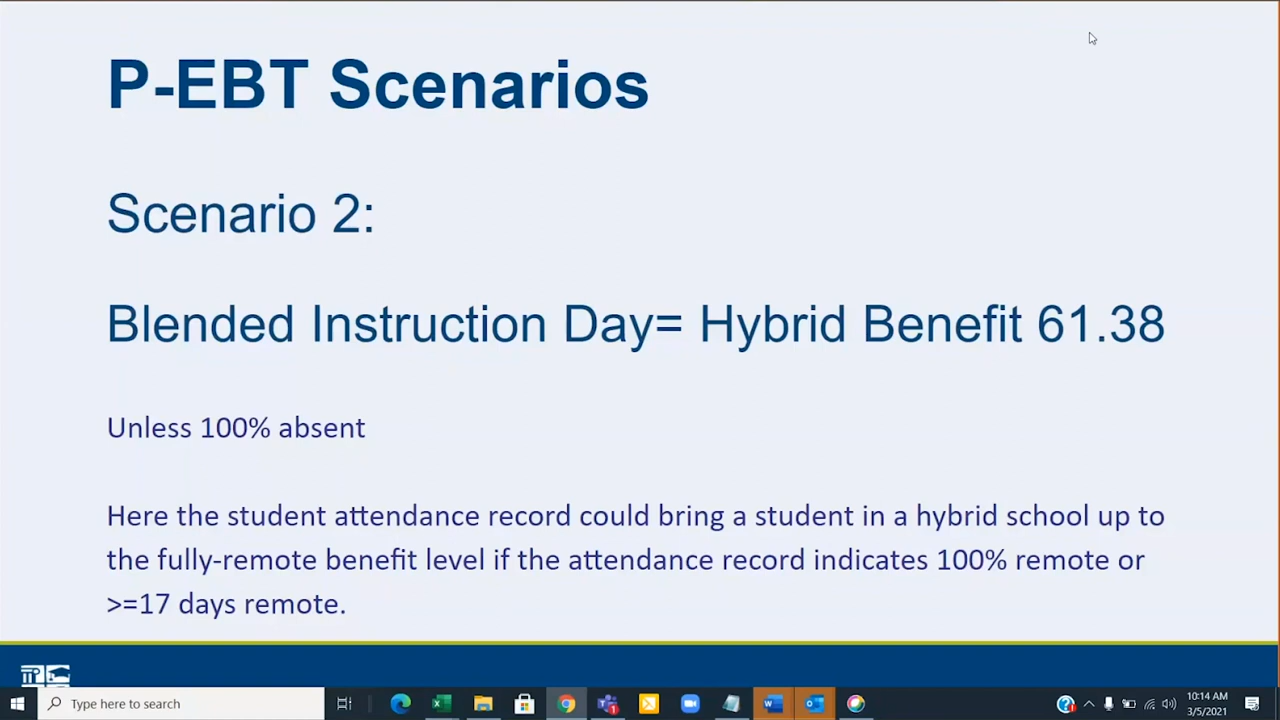 P-EBT Scenarios
Scenario 2:
Blended Instruction Day= Hybrid Benefit 61.38
Unless 100% absent
Here the student attendance record could bring a student in a hybrid school up to
the fully-remote benefit level if the attendance record indicates 100% remote or
>=17 days remote.
Type here to search
10:14 AM
3/5/2021